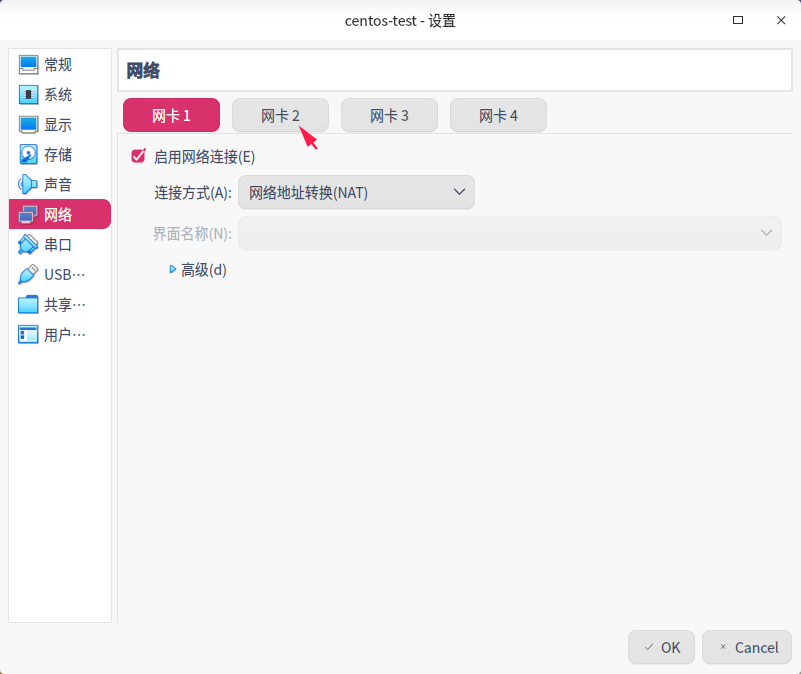 centos-test - 设置
常规
系统
显示
存储
声音
网络
串口
USB…
共享…
用户…
网络
网卡 1
网卡 2
网卡 3
网卡 4
启用网络连接(E)
连接方式(A): 网络地址转换(NAT)
界面名称(N):
高级(d)
OK
Cancel